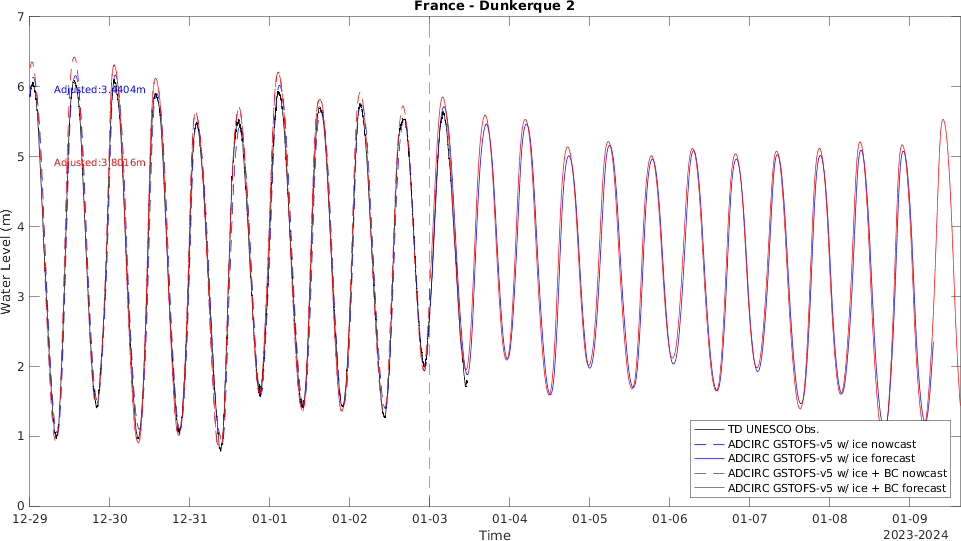 France - Dunkerque 2
7
6
5
4
3
2
1
0
Water Level (m)
Adjusted:3.4404m
Adjusted:3.8016m
TD UNESCO Obs.
ADCIRC GSTOFS-v5 w/ ice nowcast
ADCIRC GSTOFS-v5 w/ ice forecast
ADCIRC GSTOFS-v5 w/ ice + BC nowcast
ADCIRC GSTOFS-v5 w/ ice + BC forecast
12-29 12-30 12-31 01-01 01-02 01-03 01-04 01-05 01-06 01-07 01-08 01-09
Time
2023-2024